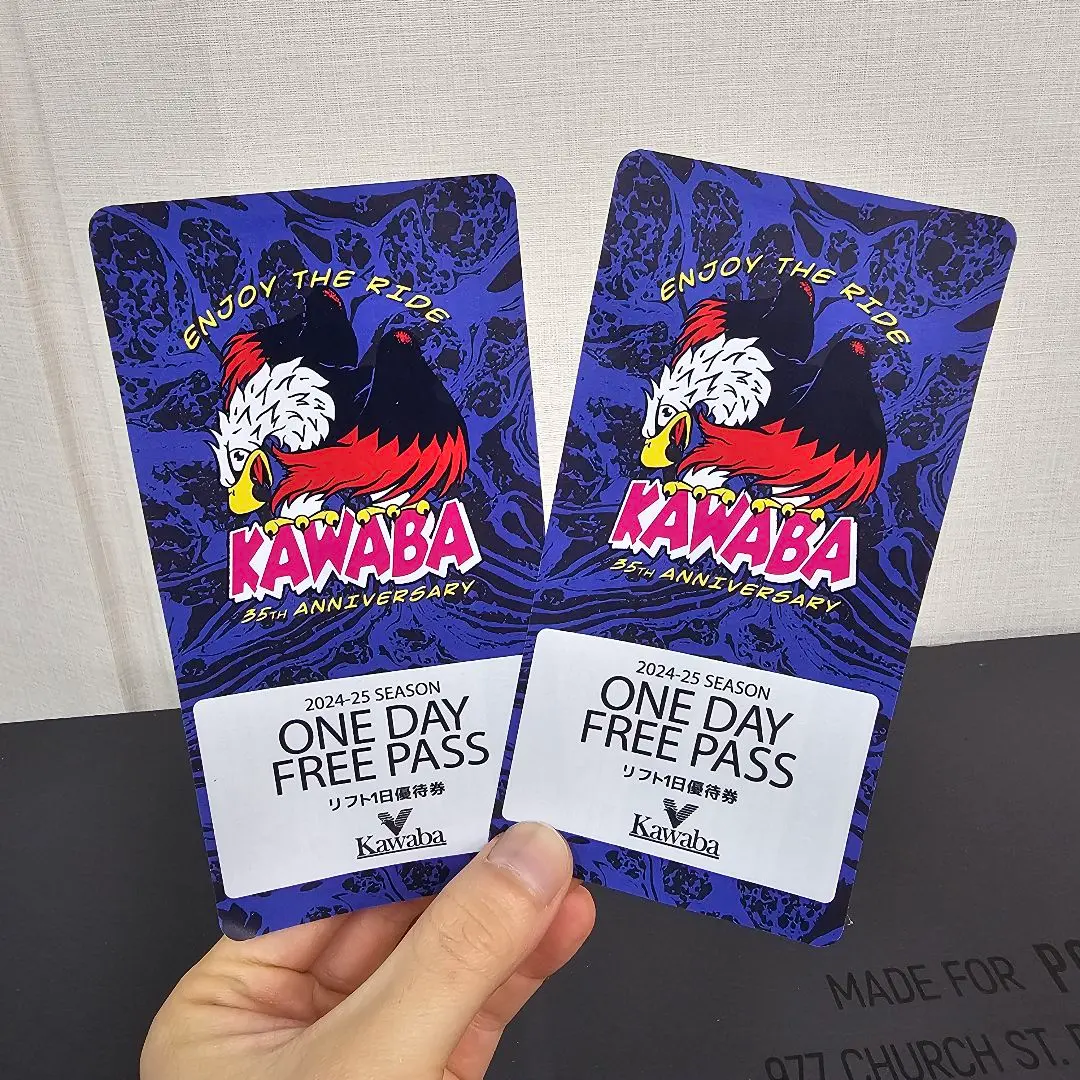 ENJOY THE RIDE
KAWABA
35TH ANNIVERSARY
2024-25 SEASON
ONE DAY
FREE PASS
リフト1日優待券
Kawaba
ENJOY THE RIDE
KAWABA
35TH ANNIVERSARY
2024-25 SEASON
ONE DAY
FREE PASS
リフト1日優待券
Kawaba
MADE FOR
977 CHURCH ST.